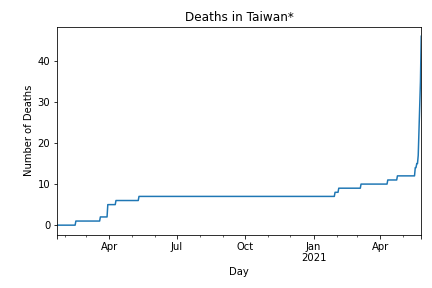 Deaths in Taiwan*
Number of Deaths
40
30
20
10
0
Apr
Jul
Oct
Jan
2021
Apr
Day